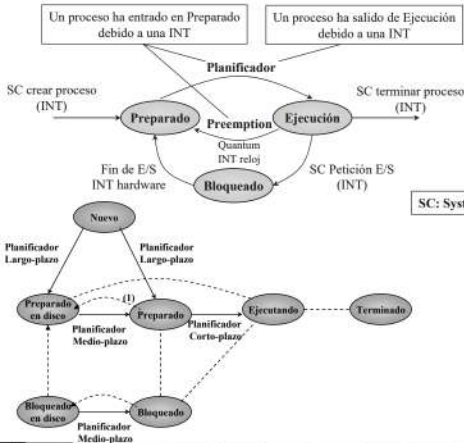 Un proceso ha entrado en Preparado
debido a una INT
Un proceso ha salido de Ejecución
debido a una INT
Planificador
SC crear proceso
(INT)
SC terminar proceso
(INT)
Preparado
Preemption
Ejecución
Quantum
INT reloj
Fin de E/S
INT hardware
SC Petición E/S
(INT)
Bloqueado
SC: Syst
Nuevo
Planificador
Largo-plazo
Planificador
Largo-plazo
Preparado
en disco
(1)
Preparado
Ejecutando
Terminado
Planificador
Medio-plazo
Planificador
Corto-plazo
Bloqueado
en disco
Bloqueado
Planificador
Medio-plazo